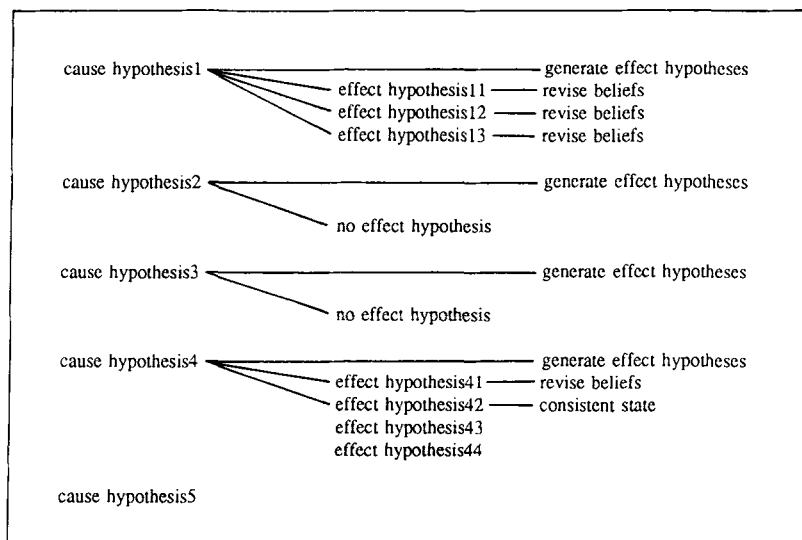 cause hypothesis1 generate effect hypotheses
effect hypothesis11 revise beliefs
effect hypothesis12 revise beliefs
effect hypothesis13 revise beliefs
cause hypothesis2 generate effect hypotheses
no effect hypothesis
cause hypothesis3 generate effect hypotheses
no effect hypothesis
cause hypothesis4 generate effect hypotheses
effect hypothesis41 revise beliefs
effect hypothesis42 consistent state
effect hypothesis43
effect hypothesis44
cause hypothesis5